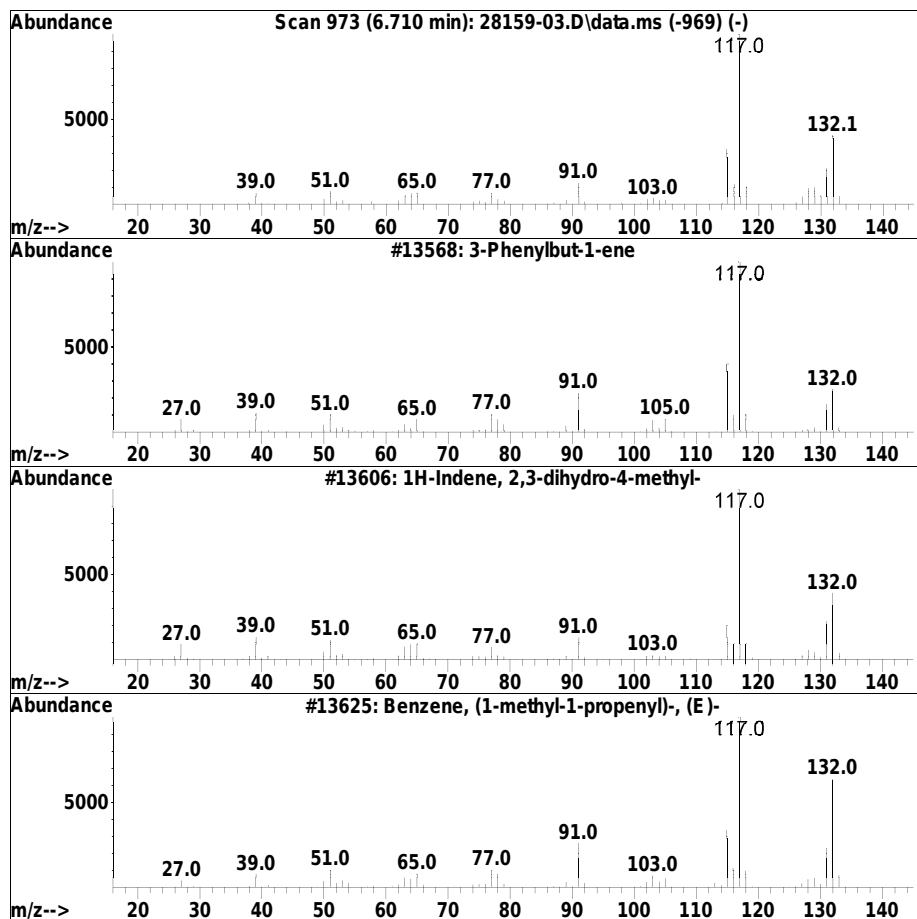 Abundance Scan 973 (6.710 min): 28159-03.D\data.ms (-969) (-)
117.0
5000
132.1
39.0 51.0 65.0 77.0 91.0 103.0
m/z--> 20 30 40 50 60 70 80 90 100 110 120 130 140
Abundance #13568: 3-Phenylbut-1-ene
117.0
5000
27.0 39.0 51.0 65.0 77.0 91.0 105.0 132.0
m/z--> 20 30 40 50 60 70 80 90 100 110 120 130 140
Abundance #13606: 1H-Indene, 2,3-dihydro-4-methyl-
117.0
5000
27.0 39.0 51.0 65.0 77.0 91.0 103.0 132.0
m/z--> 20 30 40 50 60 70 80 90 100 110 120 130 140
Abundance #13625: Benzene, (1-methyl-1-propenyl)-, (E)-
117.0
132.0
5000
27.0 39.0 51.0 65.0 77.0 91.0 103.0
m/z--> 20 30 40 50 60 70 80 90 100 110 120 130 140